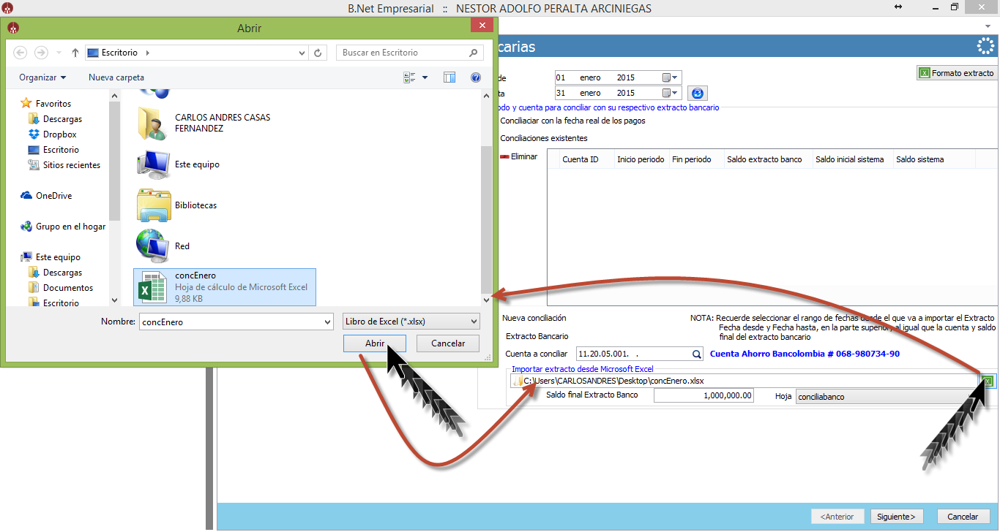 B.Net Empresarial :: NESTOR ADOLFO PERALTA ARCINIEGAS
Abrir
Escritorio
Buscar en Escritorio
Organizar
Nueva carpeta
Favoritos
Descargas
Dropbox
Escritorio
Sitios recientes
OneDrive
Grupo en el hogar
Este equipo
Descargas
Documentos
Escritorio
CARLOS ANDRES CASAS
FERNANDEZ
Este equipo
Bibliotecas
Red
concEnero
Hoja de cálculo de Microsoft Excel
9,88 KB
Nombre: concEnero
Libro de Excel (*.xlsx)
Abrir
Cancelar
carias
Formato extracto
de 01 enero 2015
ta 31 enero 2015
odo y cuenta para conciliar con su respectivo extracto bancario
Conciliaciar con la fecha real de los pagos
Conciliaciones existentes
Eliminar
Cuenta ID Inicio periodo Fin periodo Saldo extracto banco Saldo inicial sistema Saldo sistema
Nueva conciliación
NOTA: Recuerde seleccionar el rango de fechas desde el que va a importar el Extracto
Fecha desde y Fecha hasta, en la parte superior, al igual que la cuenta y saldo
final del extracto bancario
Extracto Bancario
Cuenta a conciliar 11.20.05.001. . Cuenta Ahorro Bancolombia # 068-980734-90
Importar extracto desde Microsoft Excel
C:\Users\CARLOSANDRES\Desktop\concEnero.xlsx
Saldo final Extracto Banco 1,000,000.00 Hoja conciliabanco
<Anterior Siguiente> Cancelar